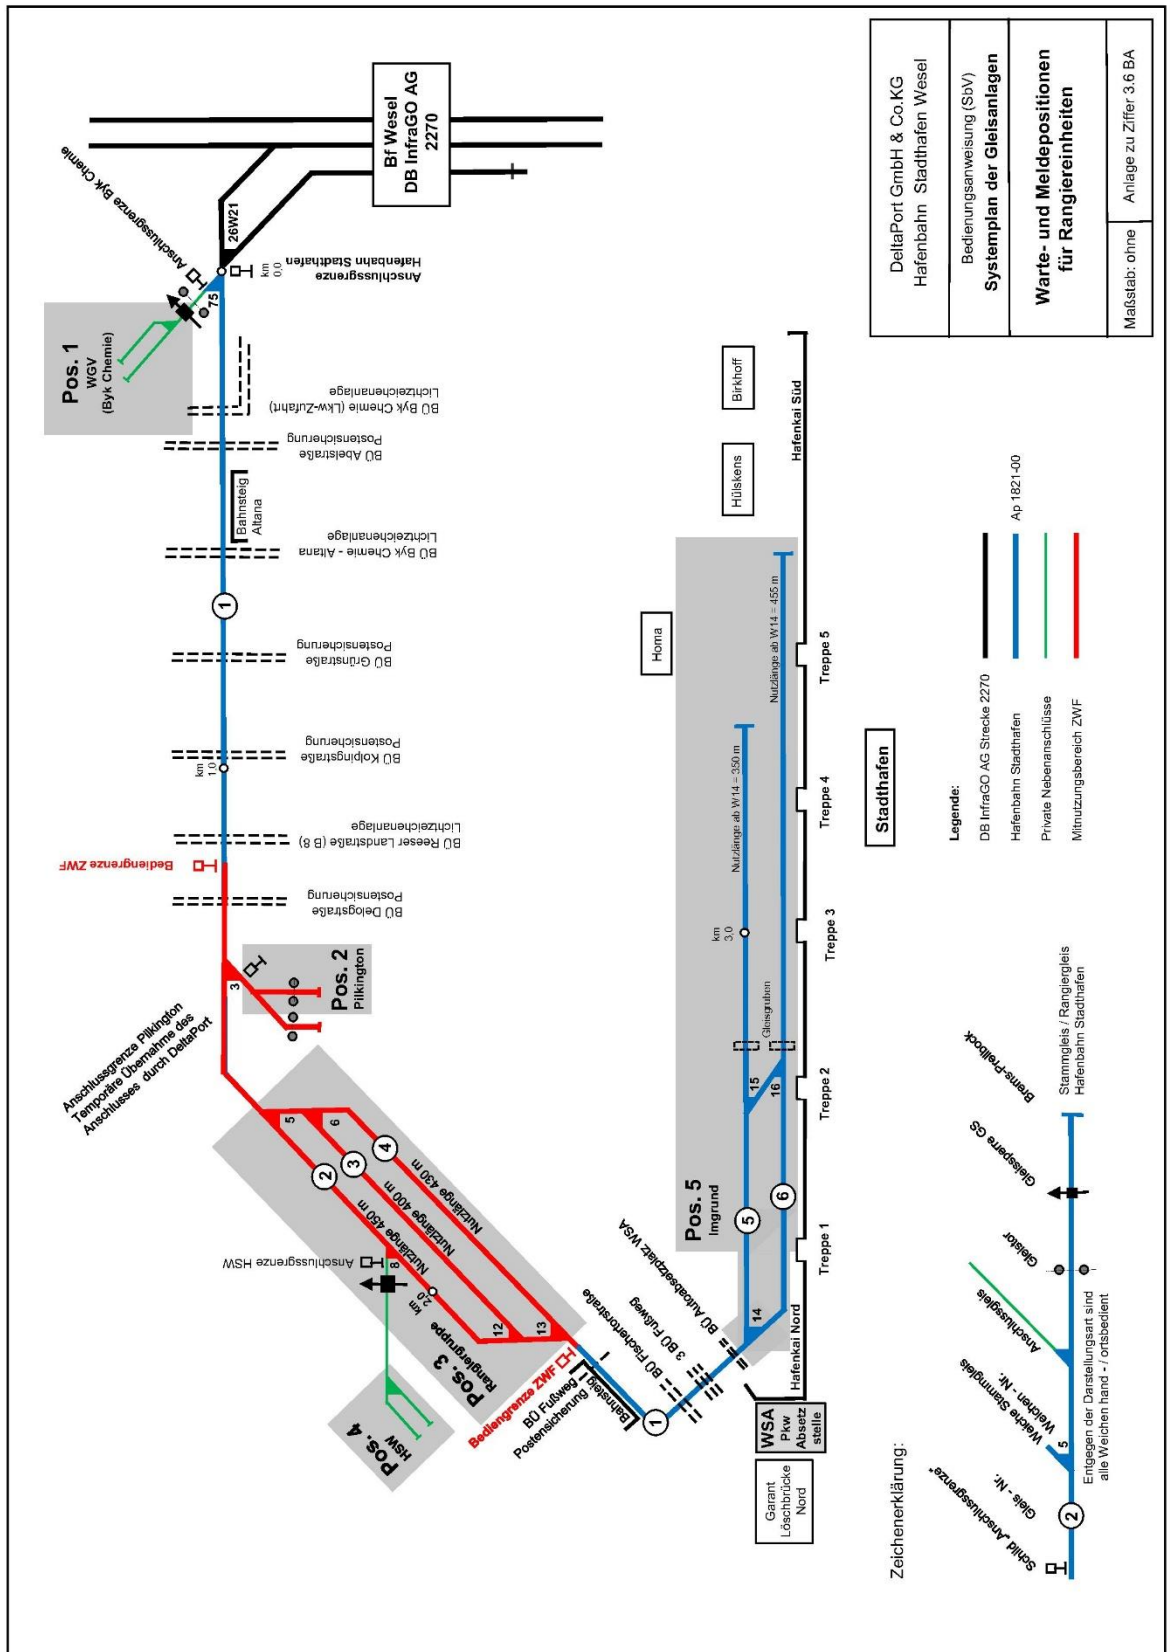 DeltaPort GmbH & Co.KG
Hafenbahn Stadthafen Wesel
Bedienungsanweisung (SbV)
Systemplan der Gleisanlagen
Warte- und Meldepositionen
für Rangiereinheiten
Maßstab: ohne
Anlage zu Ziffer 3.6 BA
Bf Wesel
DB InfraGO AG
2270
26W21
Anschlussgrenze Byk Chemie
Anschlussgrenze
Hafenbahn Stadthafen
km
0,0
75
Pos. 1
WGV
(Byk Chemie)
BÜ Byk Chemie (Lkw-Zufahrt)
Lichtzeichenanlage
BÜ Abelstraße
Postensicherung
Bahnsteig
Altana
BÜ Byk Chemie - Altana
Lichtzeichenanlage
1
BÜ Grünstraße
Postensicherung
BÜ Kolpingstraße
Postensicherung
km
1,0
BÜ Reeser Landstraße (B 8)
Lichtzeichenanlage
Bediengrenze ZWF
BÜ Delogstraße
Postensicherung
3
Pos. 2
Pilkington
Anschlussgrenze Pilkington
Temporäre Übernahme des
Anschlusses durch DeltaPort
5
6
2
3
4
Nutzlänge 450 m
Nutzlänge 400 m
Nutzlänge 430 m
8
Anschlussgrenze HSW
km
2,0
12
13
Pos. 3
Rangiergruppe
Pos. 4
HSW
Bediengrenze ZWF
BÜ Fußweg
Postensicherung
Bahnsteig
1
BÜ Fischertorstraße
3 BÜ Fußweg
BÜ Autoabsetzplatz WSA
WSA
Pkw
Absetz
stelle
Garant
Löschbrücke
Nord
Hafenkai Nord
14
Pos. 5
Imgrund
5
6
15
16
Gleisgruben
km
3,0
Nutzlänge ab W14 = 350 m
Nutzlänge ab W14 = 455 m
Treppe 1
Treppe 2
Treppe 3
Treppe 4
Treppe 5
Homa
Hülskens
Birkhoff
Hafenkai Süd
Stadthafen
Legende:
DB InfraGO AG Strecke 2270
Hafenbahn Stadthafen
Ap 1821-00
Private Nebenanschlüsse
Mitnutzungsbereich ZWF
Zeichenerklärung:
Schild „Anschlussgrenze"
Gleis - Nr.
2
Weichen - Nr.
Weiche Stammgleis
5
Anschlussgleis
Gleistor
Gleissperre GS
Brems-Prellbock
Stammgleis / Rangiergleis
Hafenbahn Stadthafen
Entgegen der Darstellungsart sind
alle Weichen hand - / ortsbedient